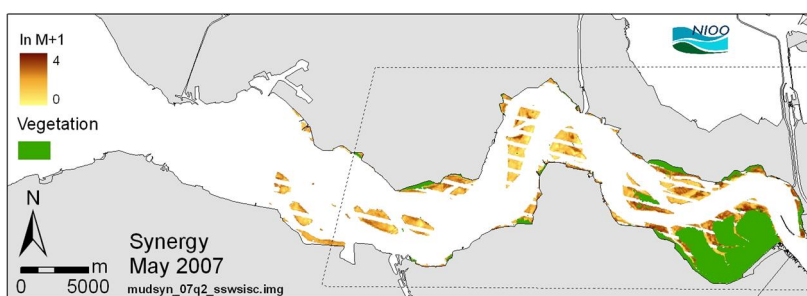 ln M+1
4
0
Vegetation
N
m
0
5000
Synergy
May 2007
mudsyn_07q2_sswsisc.img
NIOO